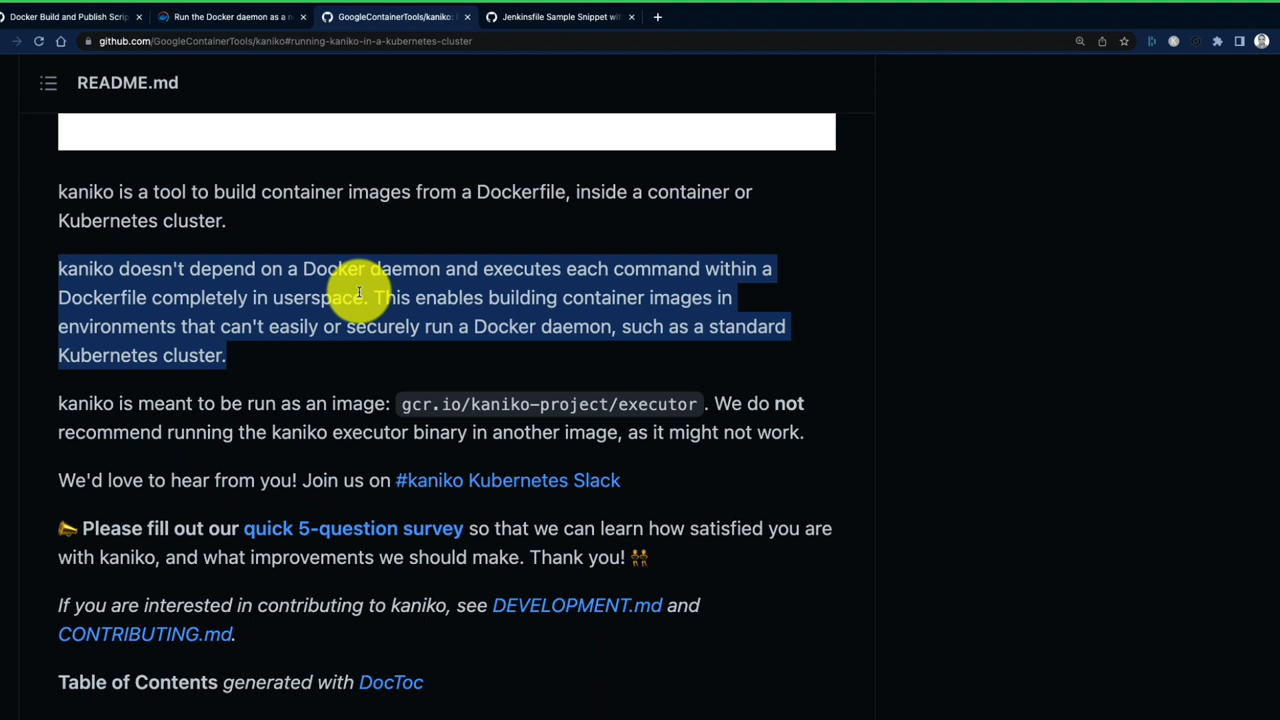 Docker Build and Publish Scrip
Run the Docker daemon as a n
GoogleContainerTools/kaniko:
Jenkinsfile Sample Snippet wit
github.com/GoogleContainerTools/kaniko#running-kaniko-in-a-kubernetes-cluster
README.md
kaniko is a tool to build container images from a Dockerfile, inside a container or
Kubernetes cluster.
kaniko doesn't depend on a Docker daemon and executes each command within a
Dockerfile completely in userspace. This enables building container images in
environments that can't easily or securely run a Docker daemon, such as a standard
Kubernetes cluster.
kaniko is meant to be run as an image: gcr.io/kaniko-project/executor. We do not
recommend running the kaniko executor binary in another image, as it might not work.
We'd love to hear from you! Join us on #kaniko Kubernetes Slack
📣 Please fill out our quick 5-question survey so that we can learn how satisfied you are
with kaniko, and what improvements we should make. Thank you! 👯
If you are interested in contributing to kaniko, see DEVELOPMENT.md and
CONTRIBUTING.md.
Table of Contents generated with DocToc